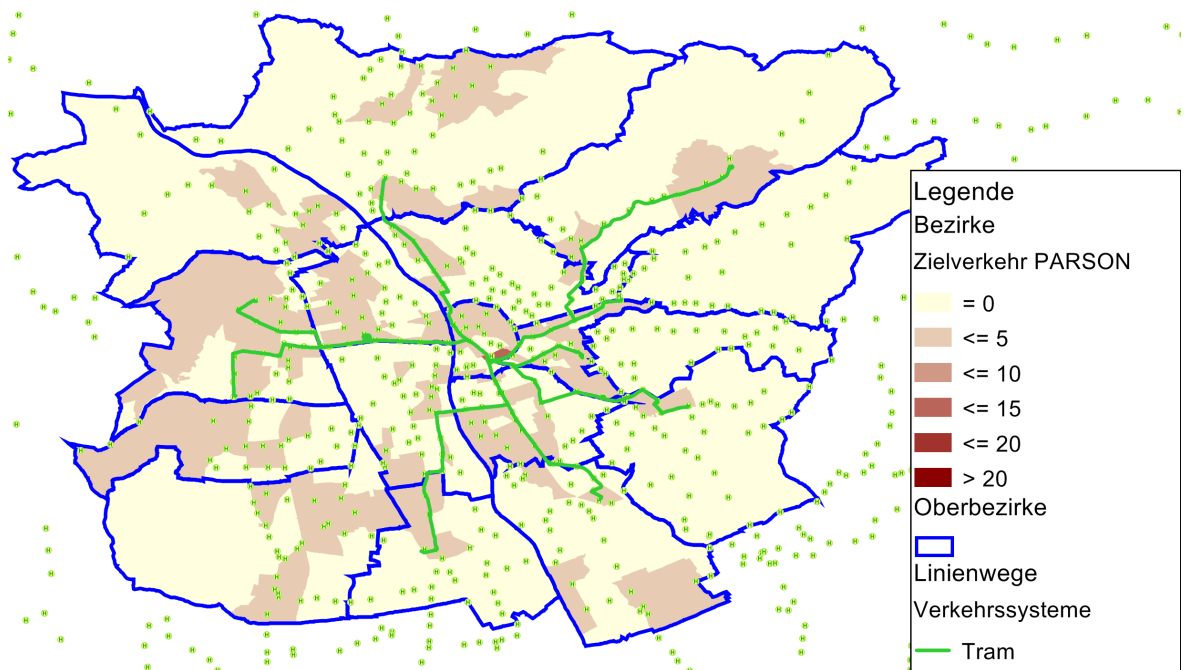 Legende
Bezirke
Zielverkehr PARSON
= 0
<= 5
<= 10
<= 15
<= 20
> 20
Oberbezirke
Linienwege
Verkehrssysteme
Tram